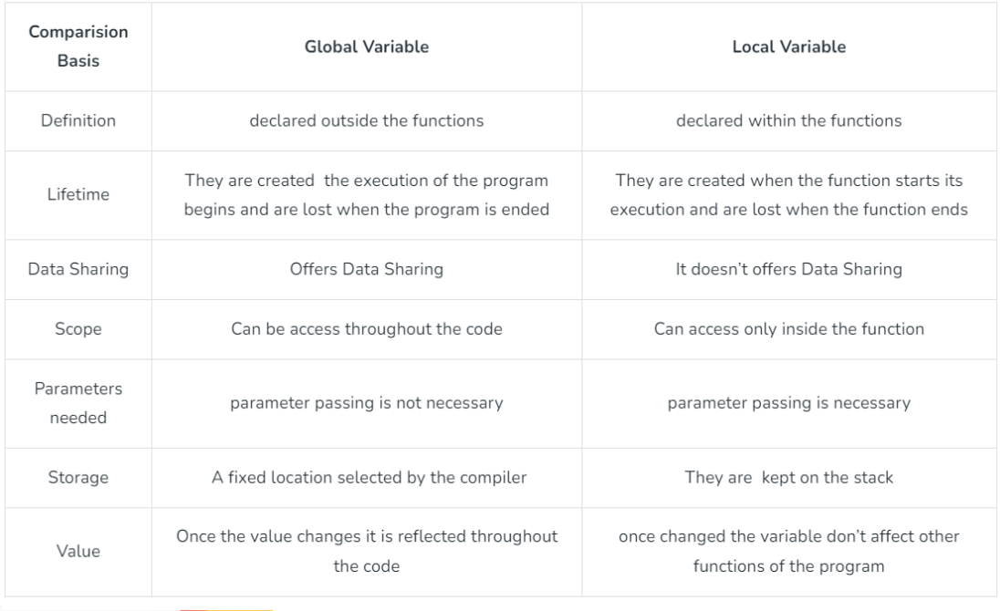 Comparision
Basis
Global Variable
Local Variable
Definition
declared outside the functions
declared within the functions
Lifetime
They are created  the execution of the program
begins and are lost when the program is ended
They are created when the function starts its
execution and are lost when the function ends
Data Sharing
Offers Data Sharing
It doesn’t offers Data Sharing
Scope
Can be access throughout the code
Can access only inside the function
Parameters
needed
parameter passing is not necessary
parameter passing is necessary
Storage
A fixed location selected by the compiler
They are  kept on the stack
Value
Once the value changes it is reflected throughout
the code
once changed the variable don’t affect other
functions of the program